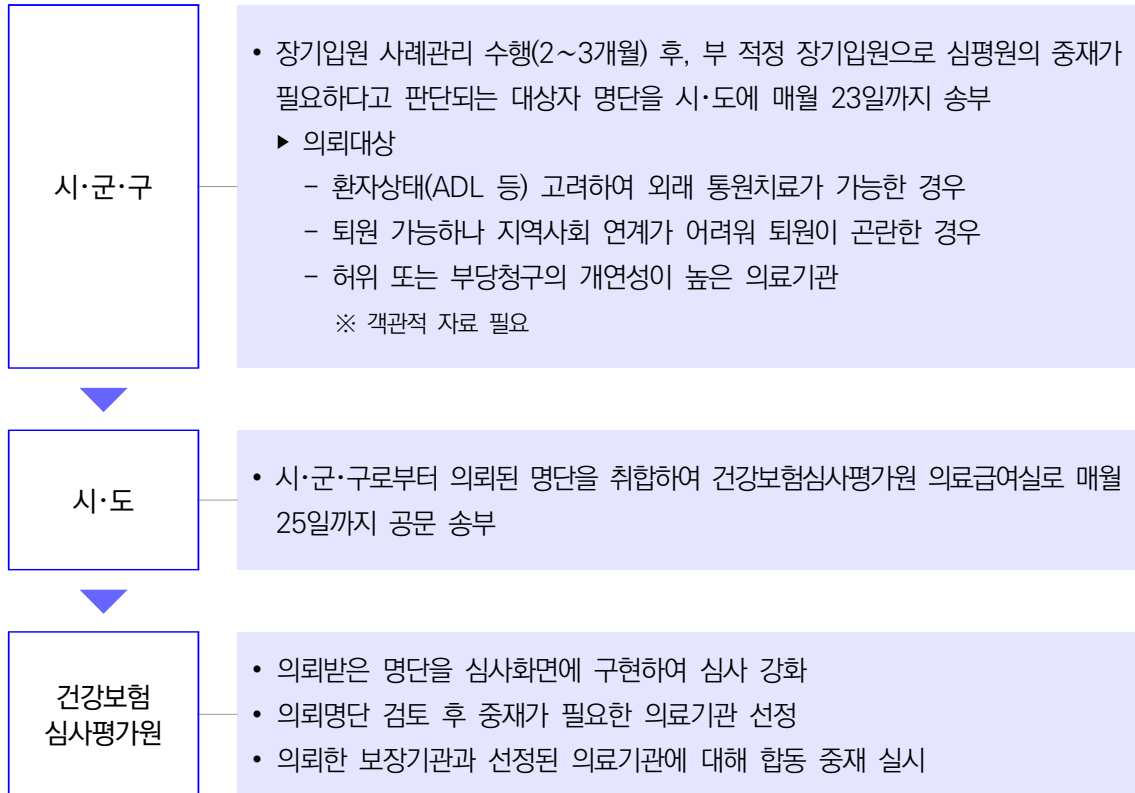 시·군·구
• 장기입원 사례관리 수행(2～3개월) 후, 부 적정 장기입원으로 심평원의 중재가
필요하다고 판단되는 대상자 명단을 시·도에 매월 23일까지 송부
▶ 의뢰대상
− 환자상태(ADL 등) 고려하여 외래 통원치료가 가능한 경우
− 퇴원 가능하나 지역사회 연계가 어려워 퇴원이 곤란한 경우
− 허위 또는 부당청구의 개연성이 높은 의료기관
※ 객관적 자료 필요
시·도
• 시·군·구로부터 의뢰된 명단을 취합하여 건강보험심사평가원 의료급여실로 매월
25일까지 공문 송부
건강보험
심사평가원
• 의뢰받은 명단을 심사화면에 구현하여 심사 강화
• 의뢰명단 검토 후 중재가 필요한 의료기관 선정
• 의뢰한 보장기관과 선정된 의료기관에 대해 합동 중재 실시